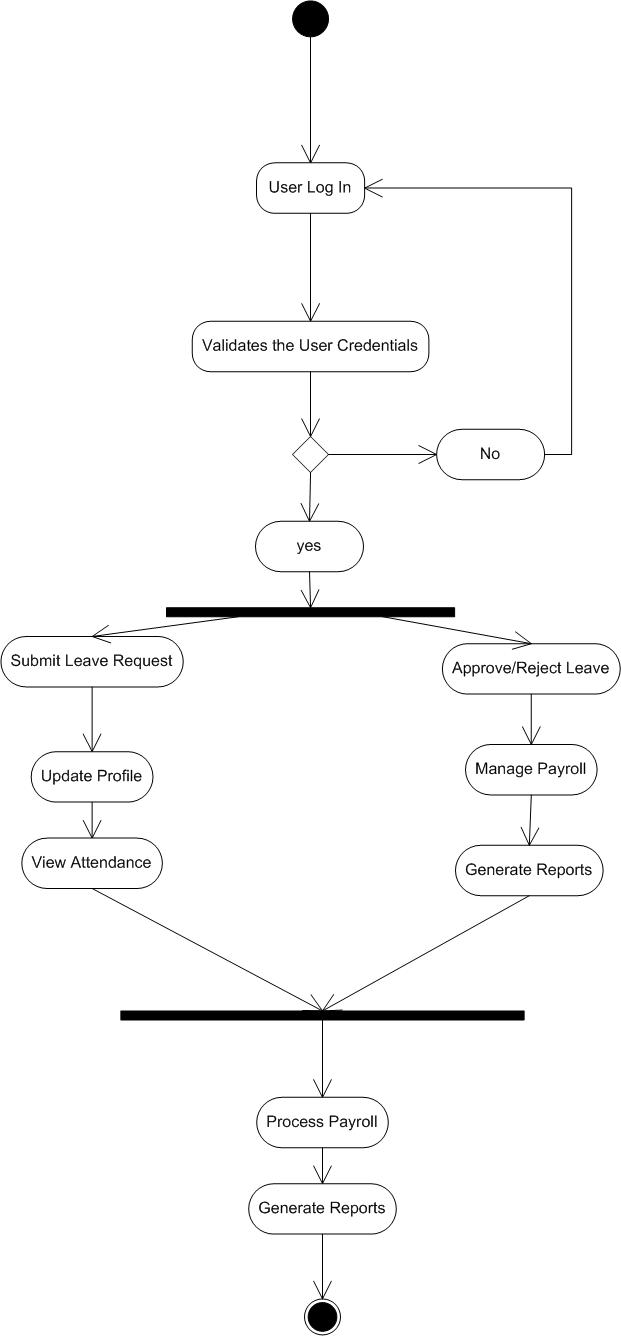 User Log In
Validates the User Credentials
No
yes
Submit Leave Request
Approve/Reject Leave
Update Profile
Manage Payroll
View Attendance
Generate Reports
Process Payroll
Generate Reports